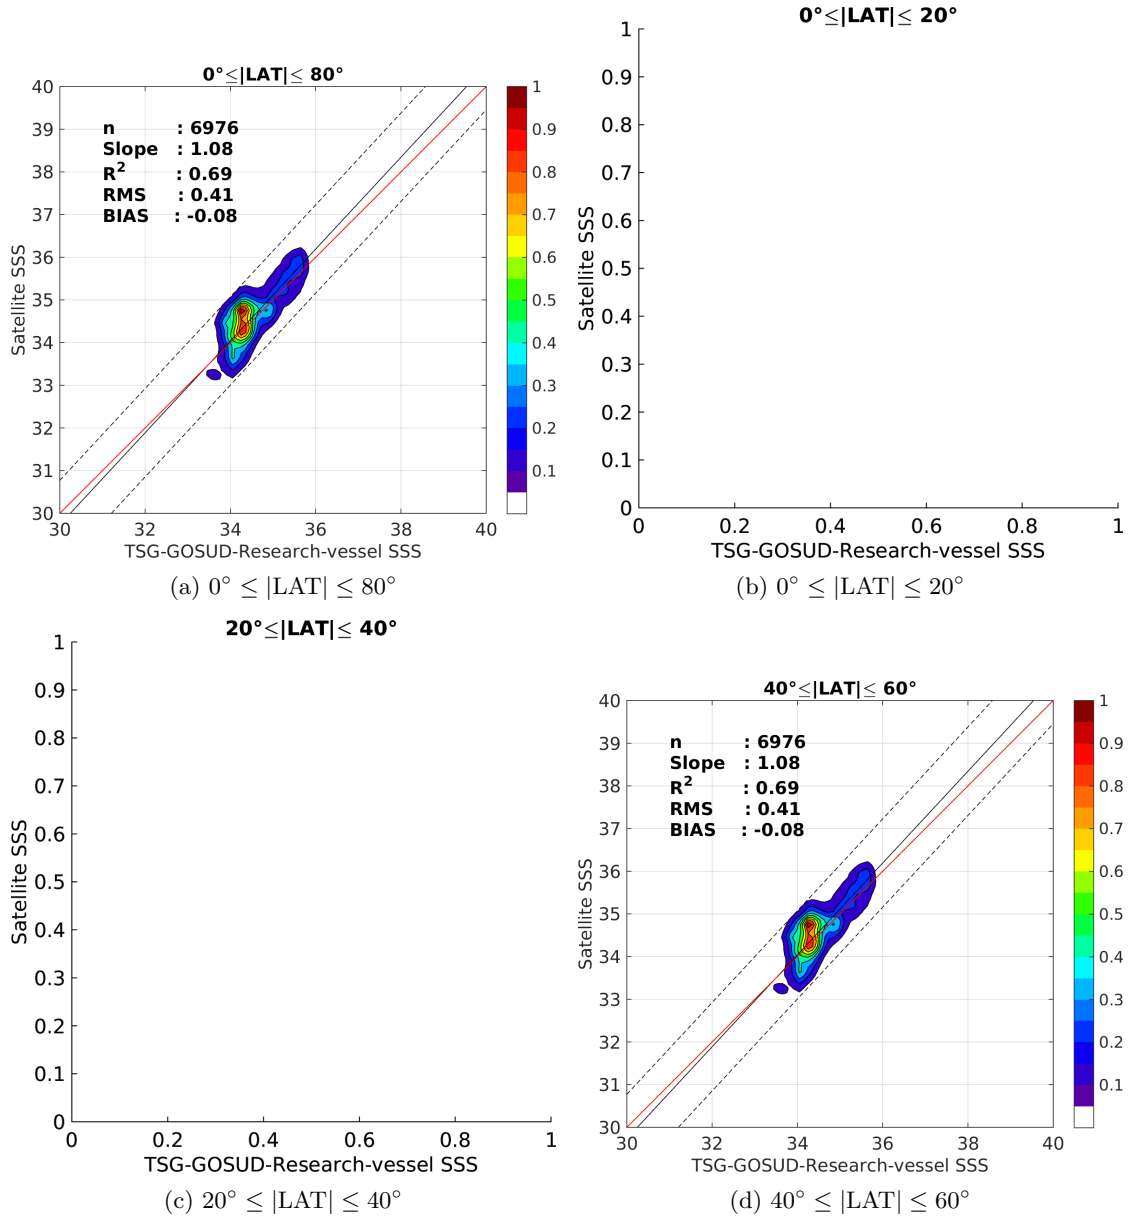 0°≤|LAT|≤ 80°
40
39
38
37
36
35
34
33
32
31
30
Satellite SSS
n : 6976
Slope : 1.08
R² : 0.69
RMS : 0.41
BIAS : -0.08
30 32 34 36 38 40
TSG-GOSUD-Research-vessel SSS
1
0.9
0.8
0.7
0.6
0.5
0.4
0.3
0.2
0.1
(a) 0° ≤ |LAT| ≤ 80°
0°≤|LAT|≤ 20°
1
0.9
0.8
0.7
0.6
0.5
0.4
0.3
0.2
0.1
0
Satellite SSS
0 0.2 0.4 0.6 0.8 1
TSG-GOSUD-Research-vessel SSS
(b) 0° ≤ |LAT| ≤ 20°
20°≤|LAT|≤ 40°
1
0.9
0.8
0.7
0.6
0.5
0.4
0.3
0.2
0.1
0
Satellite SSS
0 0.2 0.4 0.6 0.8 1
TSG-GOSUD-Research-vessel SSS
(c) 20° ≤ |LAT| ≤ 40°
40°≤|LAT|≤ 60°
40
39
38
37
36
35
34
33
32
31
30
Satellite SSS
n : 6976
Slope : 1.08
R² : 0.69
RMS : 0.41
BIAS : -0.08
30 32 34 36 38 40
TSG-GOSUD-Research-vessel SSS
1
0.9
0.8
0.7
0.6
0.5
0.4
0.3
0.2
0.1
(d) 40° ≤ |LAT| ≤ 60°